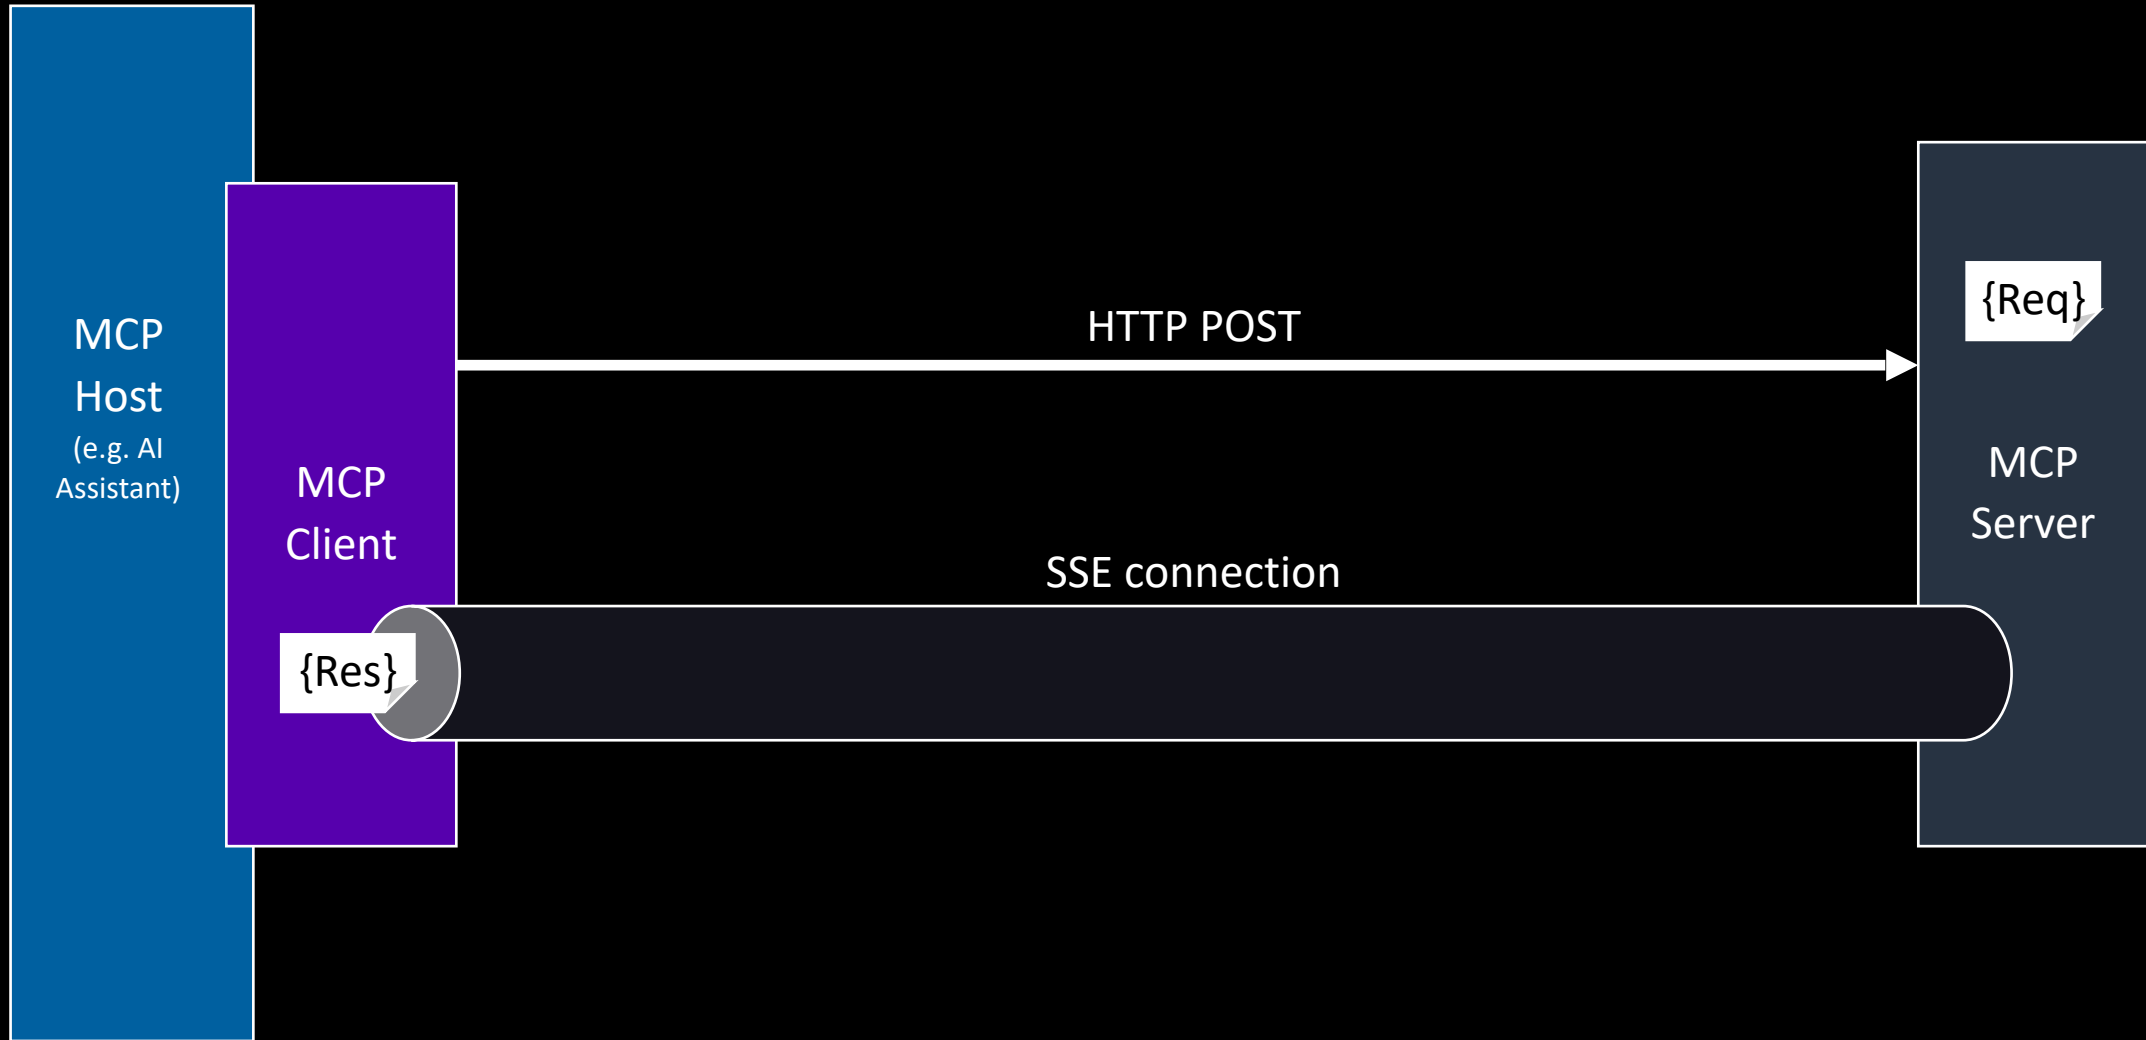 MCP
Host
(e.g. AI
Assistant)
MCP
Client
{Res}
HTTP POST
SSE connection
{Req}
MCP
Server